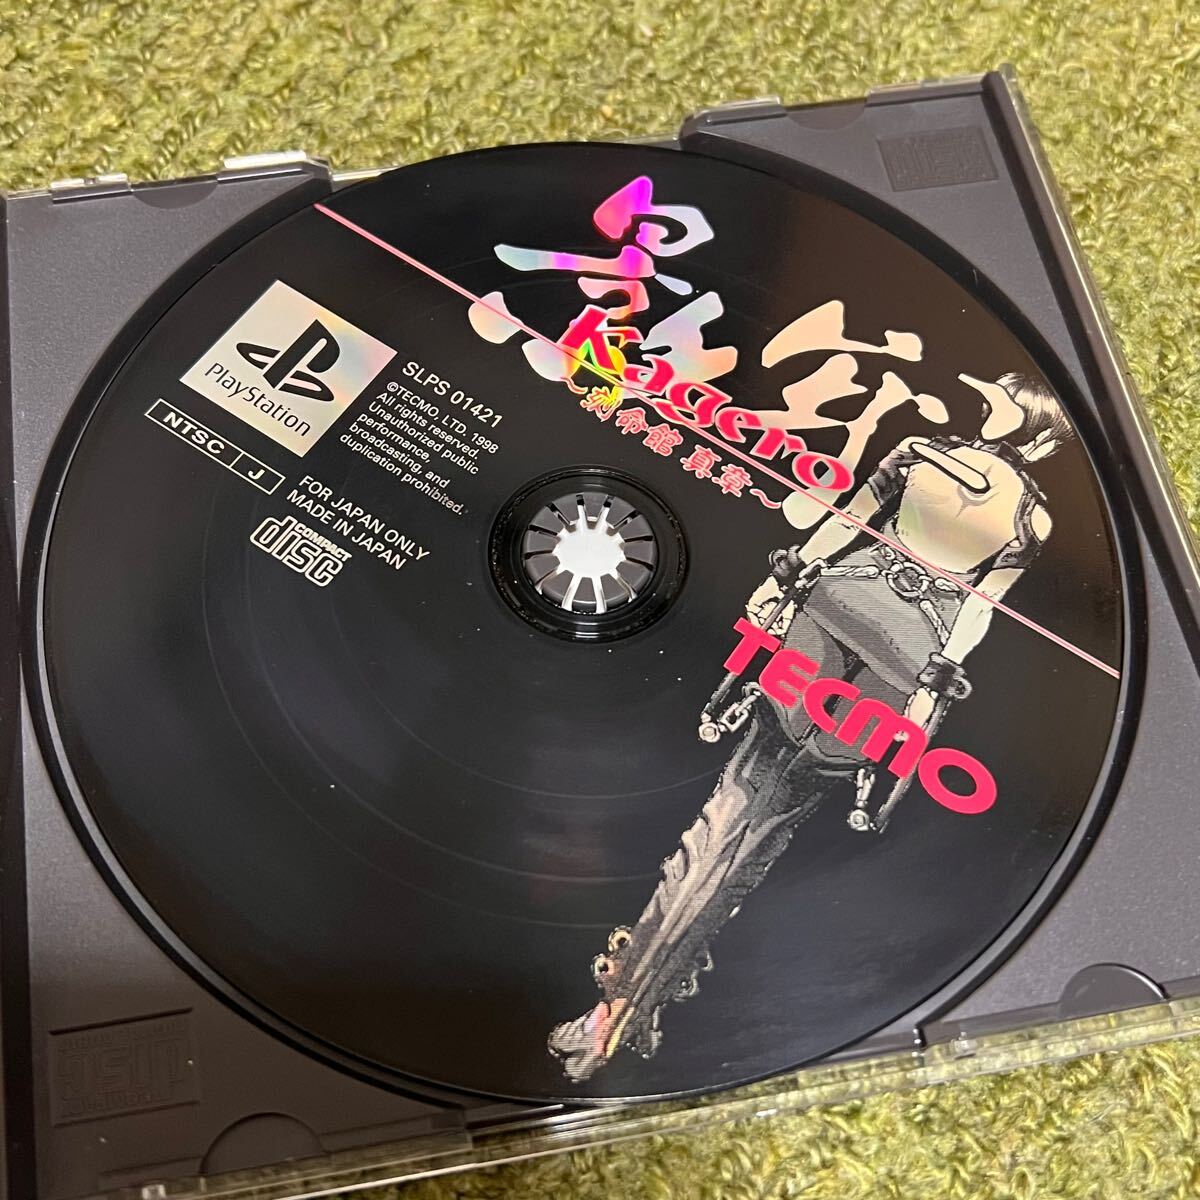 影牢
Kagero
～刻命館 真章～
PlayStation
NTSC J
SLPS 01421
©TECMO, LTD. 1998
All rights reserved.
Unauthorized public
performance,
broadcasting, and
duplication prohibited.
FOR JAPAN ONLY
MADE IN JAPAN
COMPACT
disc
TECMO